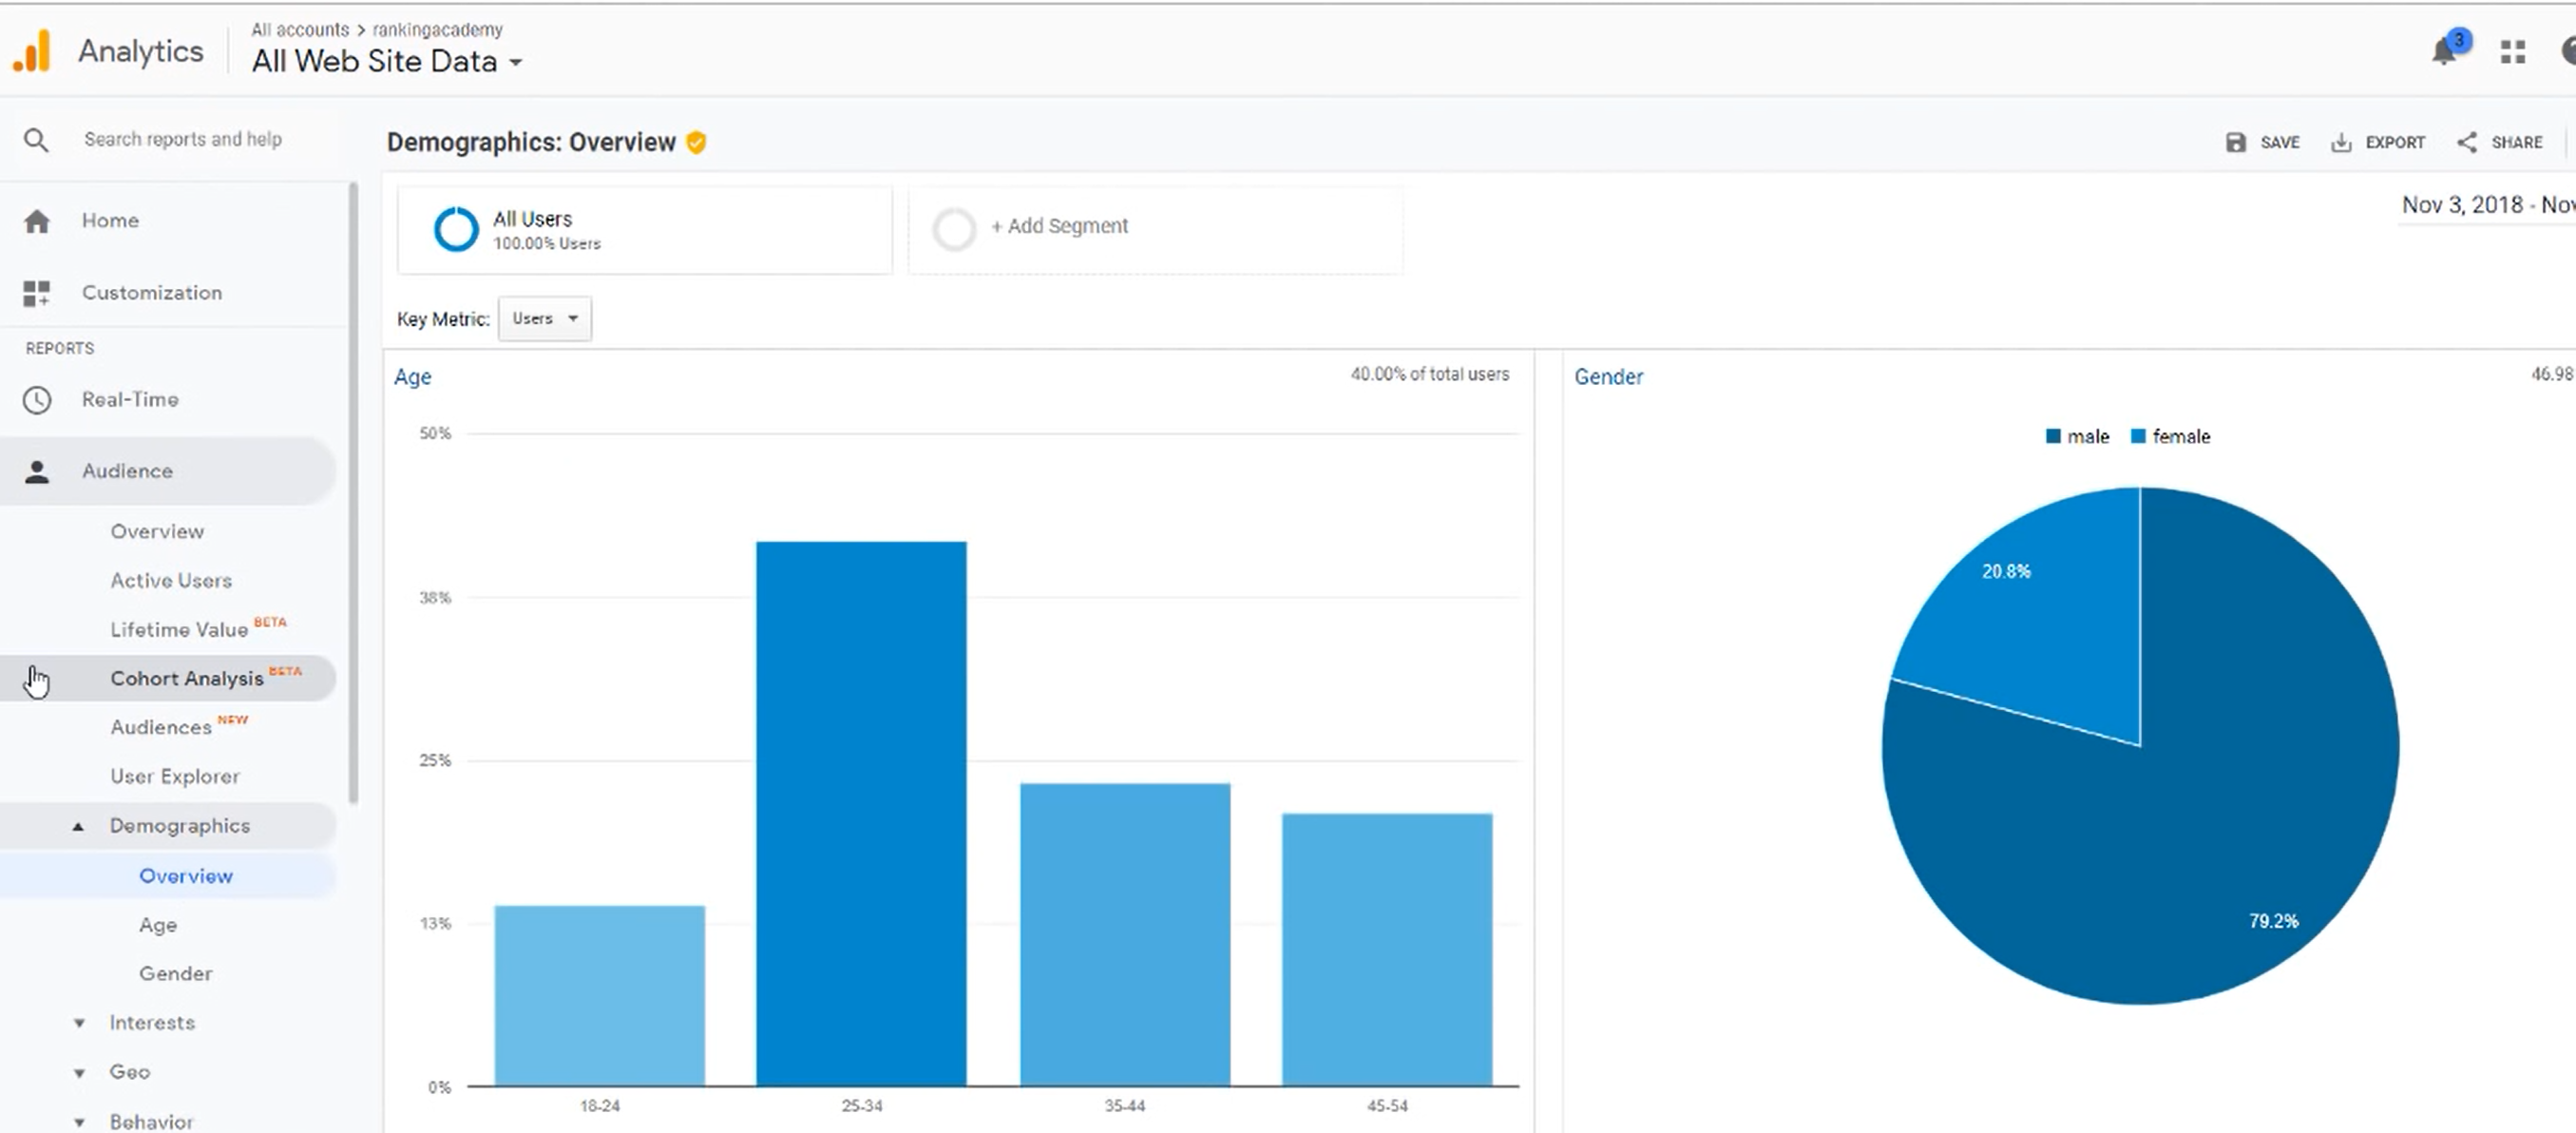 Analytics
All accounts > rankingacademy
All Web Site Data
3
Search reports and help
Home
Customization
REPORTS
Real-Time
Audience
Overview
Active Users
Lifetime Value BETA
Cohort Analysis BETA
Audiences NEW
User Explorer
Demographics
Overview
Age
Gender
Interests
Geo
Behavior
Demographics: Overview
SAVE
EXPORT
SHARE
All Users
100.00% Users
+ Add Segment
Nov 3, 2018 - Nov
Key Metric:
Users
Age
40.00% of total users
50%
38%
25%
13%
0%
18-24
25-34
35-44
45-54
Gender
46.98
male
female
20.8%
79.2%